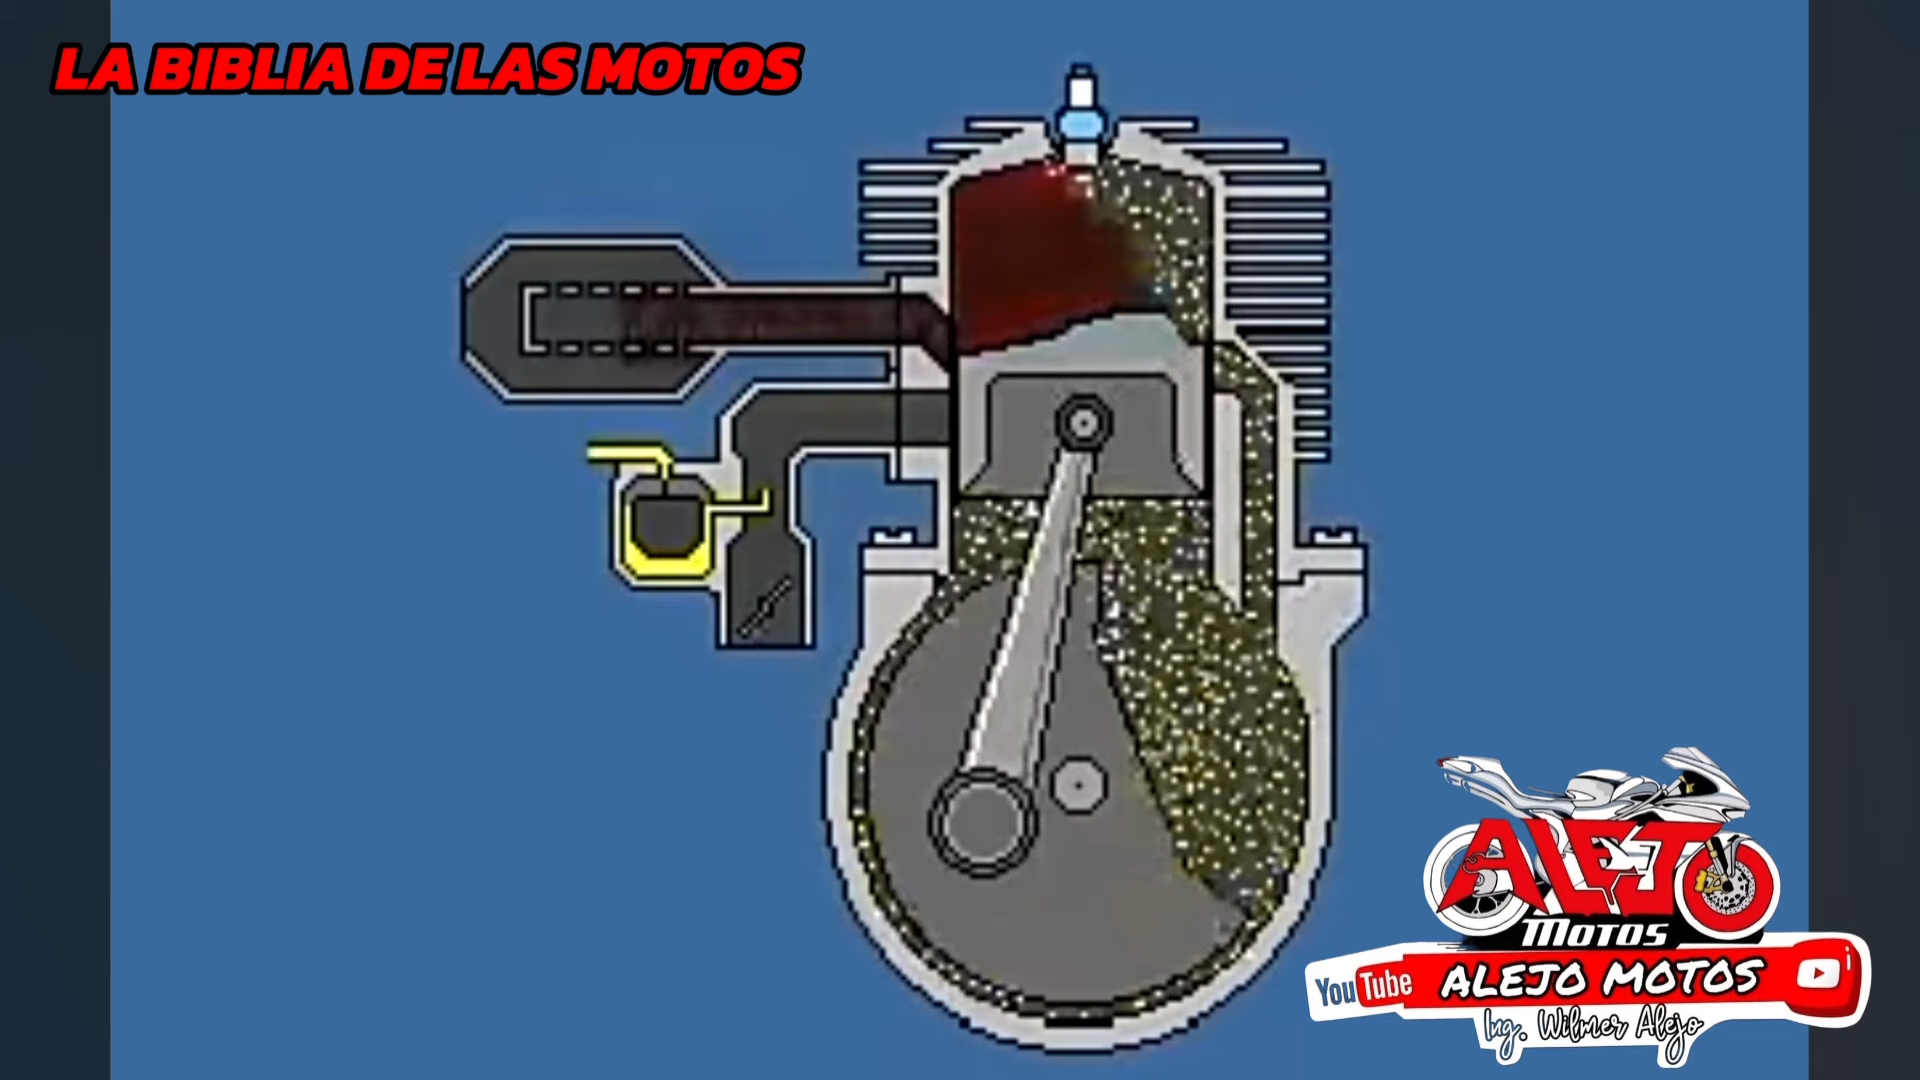 LA BIBLIA DE LAS MOTOS
ALEJO
MOTOS
YouTube ALEJO MOTOS
Ing. Wilmer Alejo